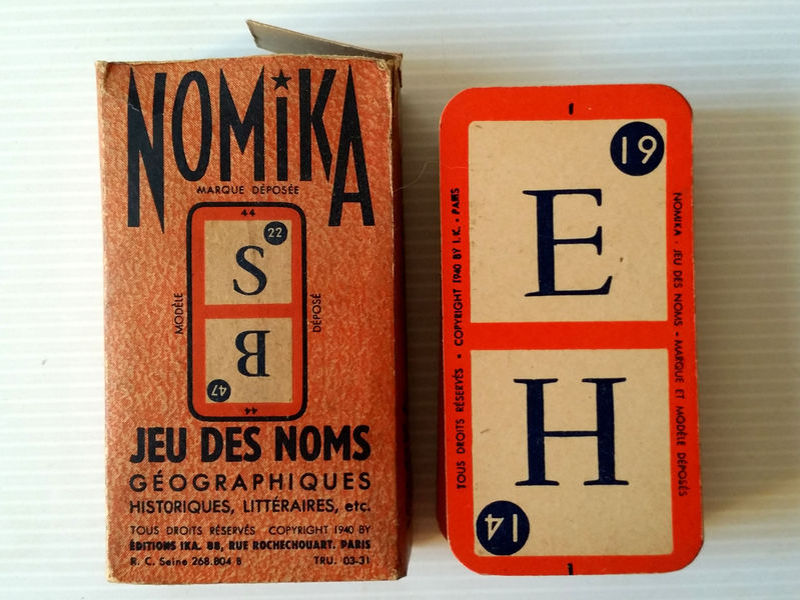 NOMIKA
MARQUE DÉPOSÉE
44
22
S
MODÈLE
DÉPOSÉ
B
47
44
JEU DES NOMS
GÉOGRAPHIQUES
HISTORIQUES, LITTÉRAIRES, etc.
TOUS DROITS RÉSERVÉS COPYRIGHT 1940 BY
ÉDITIONS IKA. 88, RUE ROCHECHOUART. PARIS
R. C. Seine 268.804 B TRU. 03-31
1
19
E
TOUS DROITS RÉSERVÉS • COPYRIGHT 1940 BY I.K. • PARIS
NOMIKA • JEU DES NOMS • MARQUE ET MODÈLE DÉPOSÉS
H
14
1